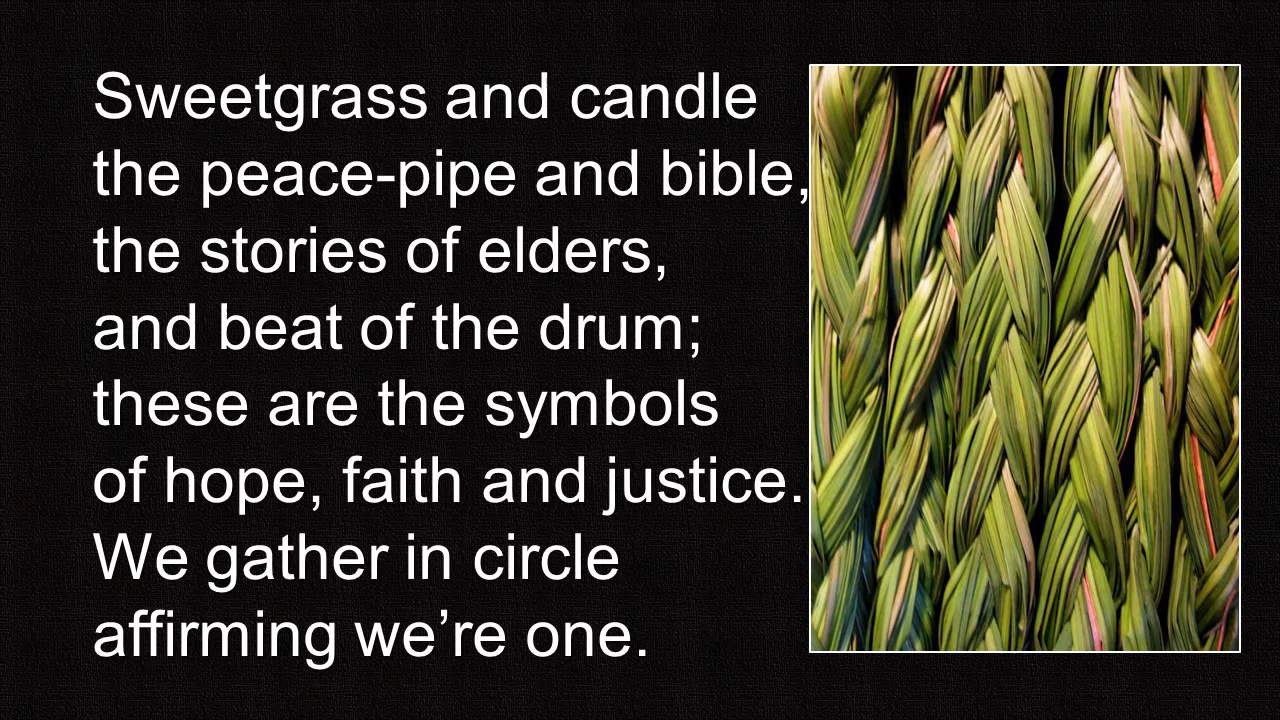 Sweetgrass and candle
the peace-pipe and bible,
the stories of elders,
and beat of the drum;
these are the symbols
of hope, faith and justice.
We gather in circle
affirming we’re one.